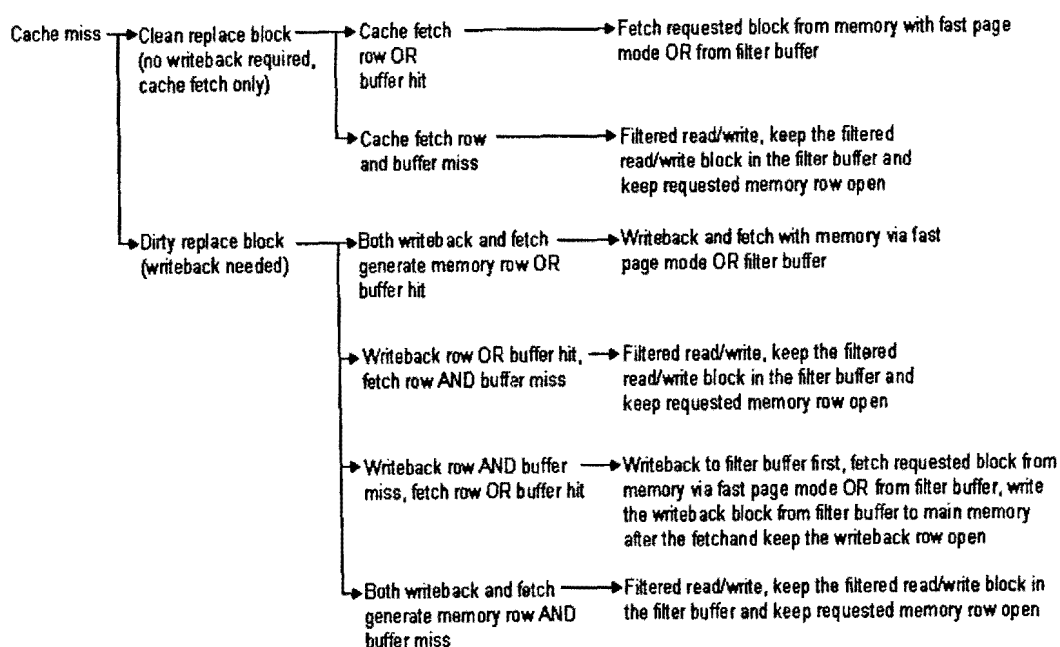 Cache miss
Clean replace block
(no writeback required,
cache fetch only)
Cache fetch
row OR
buffer hit
Fetch requested block from memory with fast page
mode OR from filter buffer
Cache fetch row
and buffer miss
Filtered read/write, keep the filtered
read/write block in the filter buffer and
keep requested memory row open
Dirty replace block
(writeback needed)
Both writeback and fetch
generate memory row OR
buffer hit
Writeback and fetch with memory via fast
page mode OR filter buffer
Writeback row OR buffer hit,
fetch row AND buffer miss
Filtered read/write, keep the filtered
read/write block in the filter buffer and
keep requested memory row open
Writeback row AND buffer
miss, fetch row OR buffer hit
Writeback to filter buffer first, fetch requested block from
memory via fast page mode OR from filter buffer, write
the writeback block from filter buffer to main memory
after the fetchand keep the writeback row open
Both writeback and fetch
generate memory row AND
buffer miss
Filtered read/write, keep the filtered read/write block in
the filter buffer and keep requested memory row open